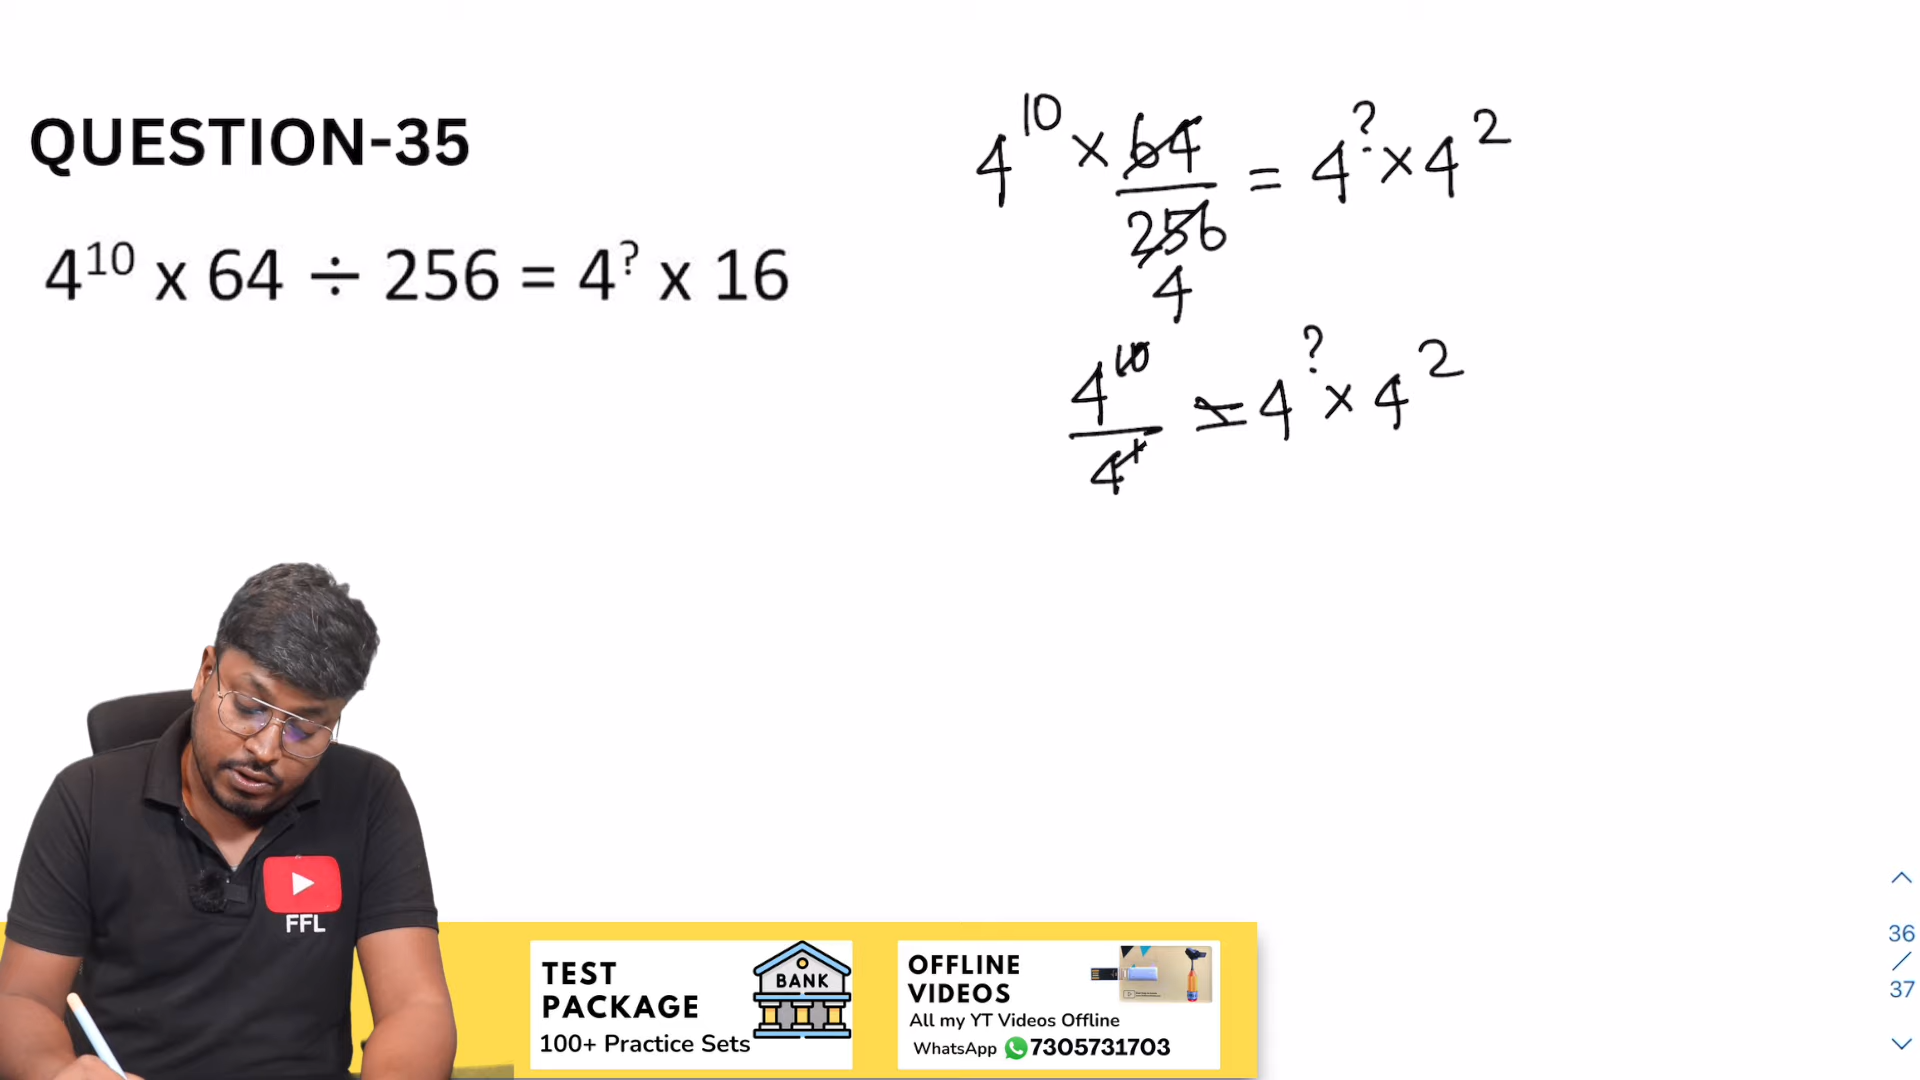 QUESTION-35
4¹⁰ x 64 ÷ 256 = 4^? x 16
4¹⁰ × 64/256 = 4^? × 4²
4
4¹⁰/4¹ = 4^? × 4²
FFL
TEST
PACKAGE
100+ Practice Sets
BANK
OFFLINE
VIDEOS
All my YT Videos Offline
WhatsApp 7305731703
36
/
37